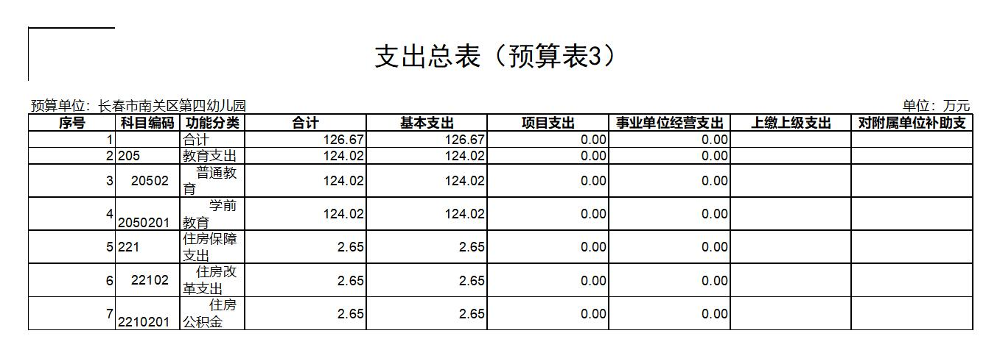 支出总表（预算表3）
预算单位：长春市南关区第四幼儿园 单位：万元
序号 科目编码 功能分类 合计 基本支出 项目支出 事业单位经营支出 上缴上级支出 对附属单位补助支
1 合计 126.67 126.67 0.00 0.00
2 205 教育支出 124.02 124.02 0.00 0.00
3 20502 普通教
育 124.02 124.02 0.00 0.00
4 2050201 学前
教育 124.02 124.02 0.00 0.00
5 221 住房保障
支出 2.65 2.65 0.00 0.00
6 22102 住房改
革支出 2.65 2.65 0.00 0.00
7 2210201 住房
公积金 2.65 2.65 0.00 0.00